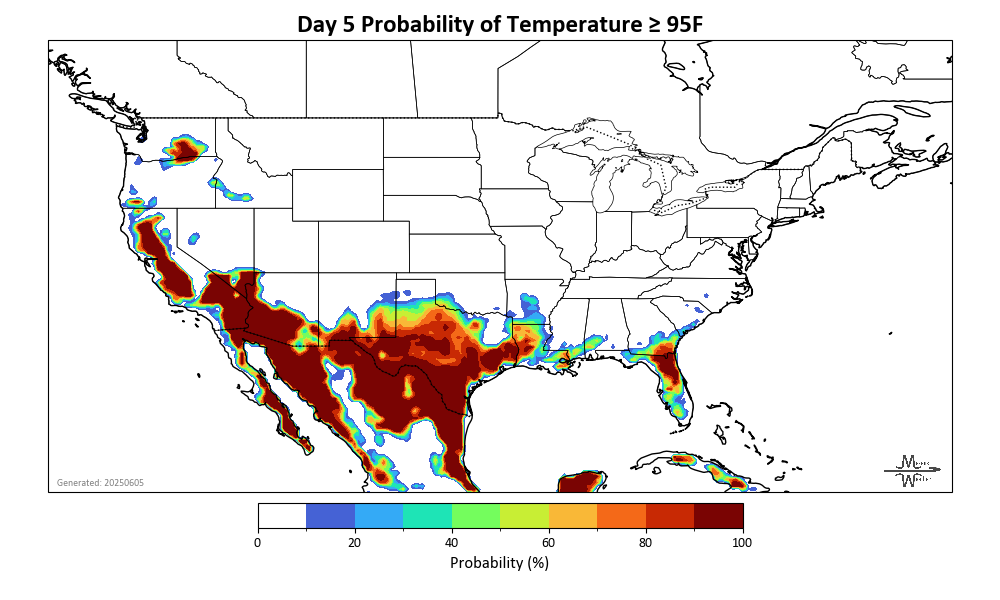 Day 5 Probability of Temperature ≥ 95F
Generated: 20250605
0 20 40 60 80 100
Probability (%)